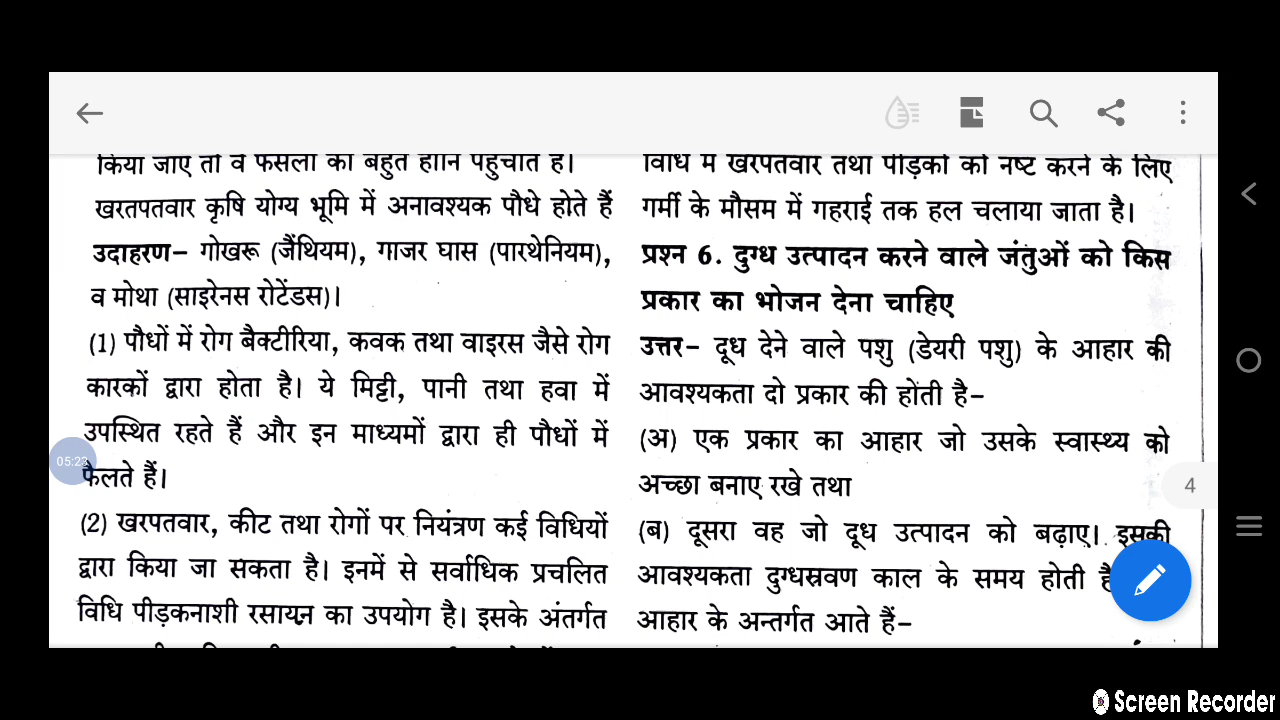 किया जाए तो वे फसलों को बहुत हानि पहुंचाते हैं।
खरतपतवार कृषि योग्य भूमि में अनावश्यक पौधे होते हैं
उदाहरण– गोखरू (जैंथियम), गाजर घास (पारथेनियम),
व मोथा (साइरेनस रोटेंडस)।
(1) पौधों में रोग बैक्टीरिया, कवक तथा वाइरस जैसे रोग
कारकों द्वारा होता है। ये मिट्टी, पानी तथा हवा में
उपस्थित रहते हैं और इन माध्यमों द्वारा ही पौधों में
फैलते हैं।
(2) खरपतवार, कीट तथा रोगों पर नियंत्रण कई विधियों
द्वारा किया जा सकता है। इनमें से सर्वाधिक प्रचलित
विधि पीड़कनाशी रसायन का उपयोग है। इसके अंतर्गत
विधि में खरपतवार तथा पीड़कों को नष्ट करने के लिए
गर्मी के मौसम में गहराई तक हल चलाया जाता है।
प्रश्न 6. दुग्ध उत्पादन करने वाले जंतुओं को किस
प्रकार का भोजन देना चाहिए
उत्तर– दूध देने वाले पशु (डेयरी पशु) के आहार की
आवश्यकता दो प्रकार की होती है–
(अ) एक प्रकार का आहार जो उसके स्वास्थ्य को
अच्छा बनाए रखे तथा
(ब) दूसरा वह जो दूध उत्पादन को बढ़ाए। इसकी
आवश्यकता दुग्धस्रवण काल के समय होती
आहार के अन्तर्गत आते हैं–
05:23
4
Screen Recorder